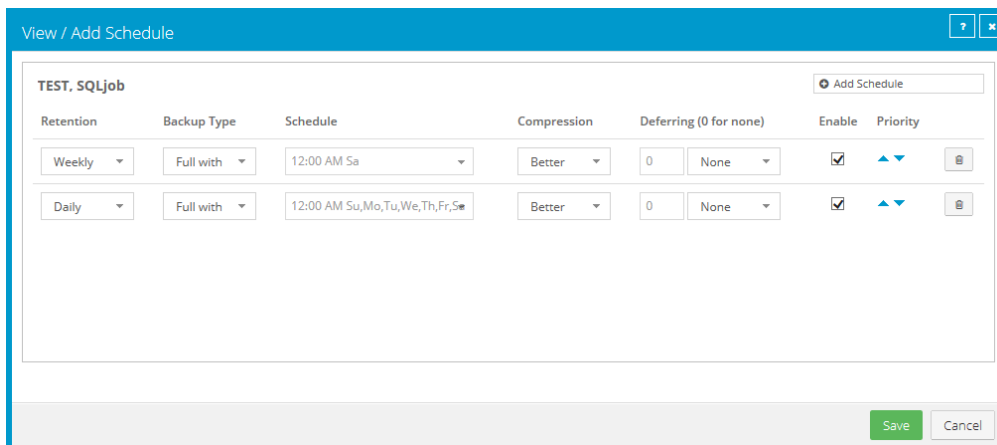 View / Add Schedule ? x
TEST, SQLjob Add Schedule
Retention Backup Type Schedule Compression Deferring (0 for none) Enable Priority
Weekly Full with 12:00 AM Sa Better 0 None
Daily Full with 12:00 AM Su,Mo,Tu,We,Th,Fr,Sa Better 0 None
Save Cancel